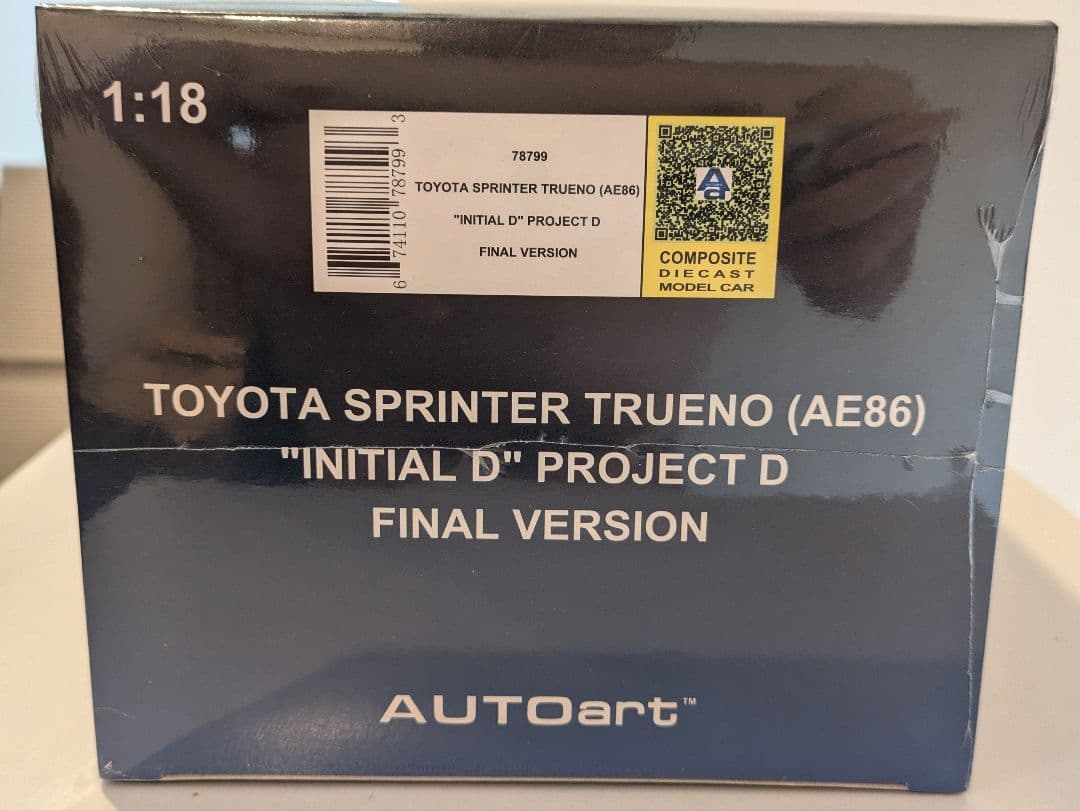 1:18
6 74110 78799 3
78799
TOYOTA SPRINTER TRUENO (AE86)
"INITIAL D" PROJECT D
FINAL VERSION
COMPOSITE
DIECAST
MODEL CAR
TOYOTA SPRINTER TRUENO (AE86)
"INITIAL D" PROJECT D
FINAL VERSION
AUTOart™